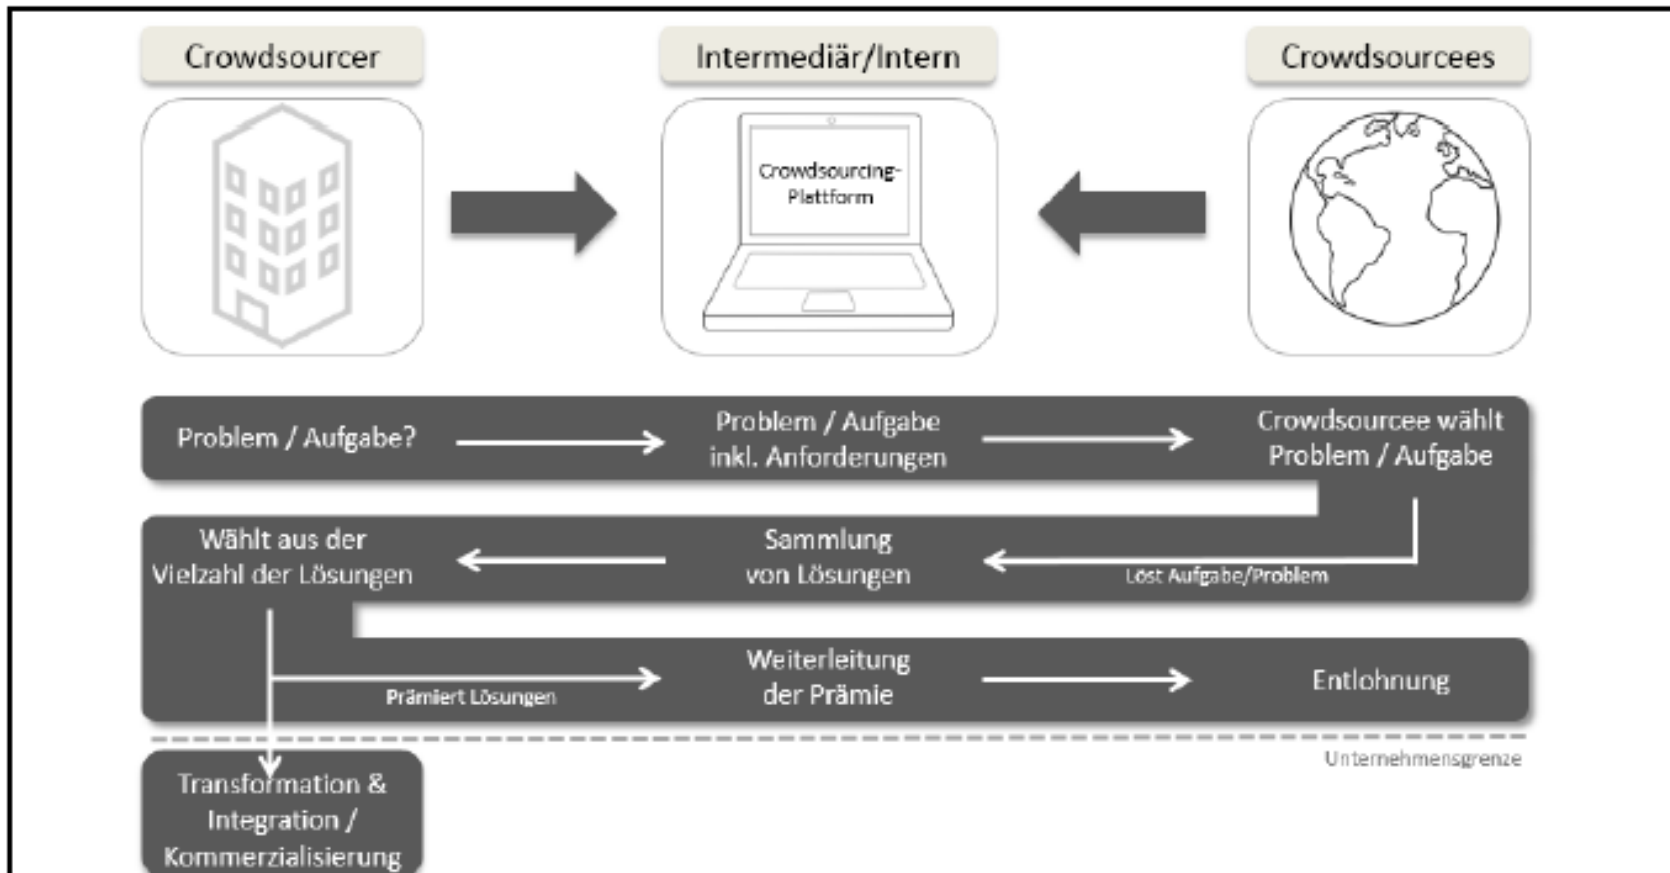 Crowdsourcer
Intermediär/Intern
Crowdsourcees
Crowdsourcing-
Plattform
Problem / Aufgabe?
Problem / Aufgabe
inkl. Anforderungen
Crowdsourcee wählt
Problem / Aufgabe
Wählt aus der
Vielzahl der Lösungen
Sammlung
von Lösungen
Löst Aufgabe/Problem
Prämiert Lösungen
Weiterleitung
der Prämie
Entlohnung
Unternehmensgrenze
Transformation &
Integration /
Kommerzialisierung